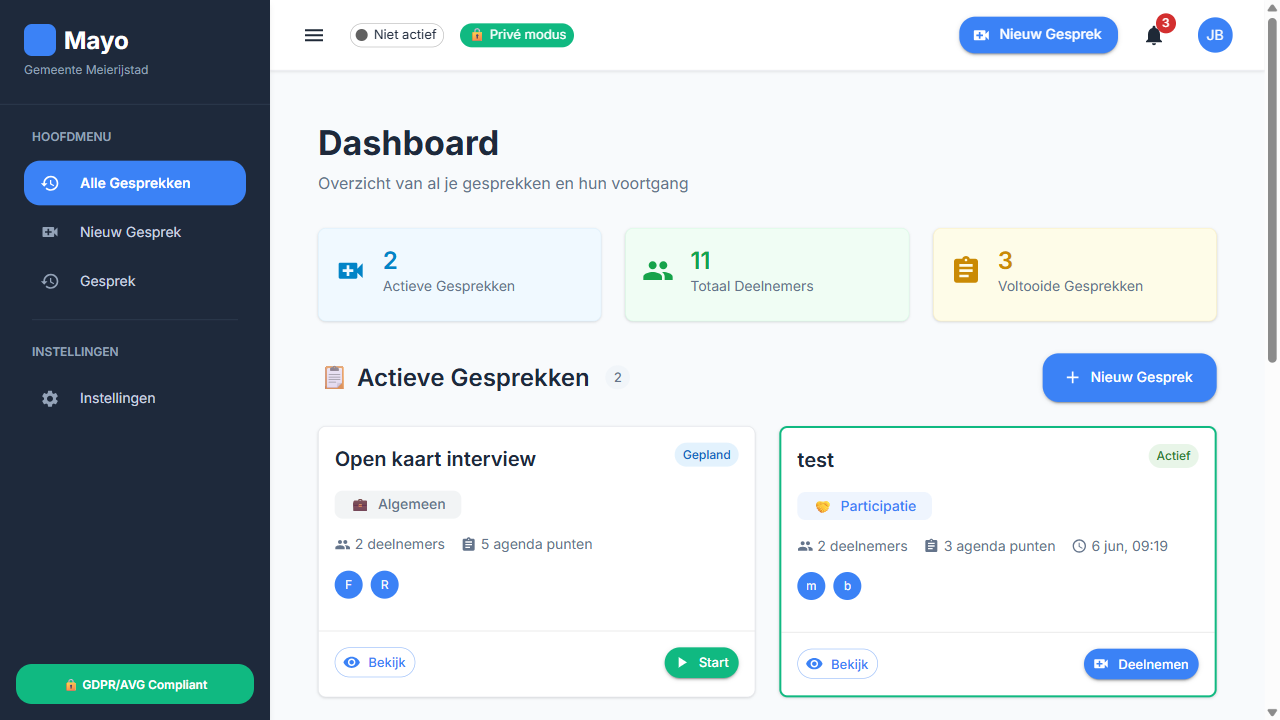 Mayo
Gemeente Meierijstad
HOOFDMENU
Alle Gesprekken
Nieuw Gesprek
Gesprek
INSTELLINGEN
Instellingen
GDPR/AVG Compliant
Niet actief
Privé modus
Nieuw Gesprek
3
JB
Dashboard
Overzicht van al je gesprekken en hun voortgang
2
Actieve Gesprekken
11
Totaal Deelnemers
3
Voltooide Gesprekken
Actieve Gesprekken 2
Nieuw Gesprek
Open kaart interview
Gepland
Algemeen
2 deelnemers 5 agenda punten
F R
Bekijk
Start
test
Actief
Participatie
2 deelnemers 3 agenda punten 6 jun, 09:19
m b
Bekijk
Deelnemen